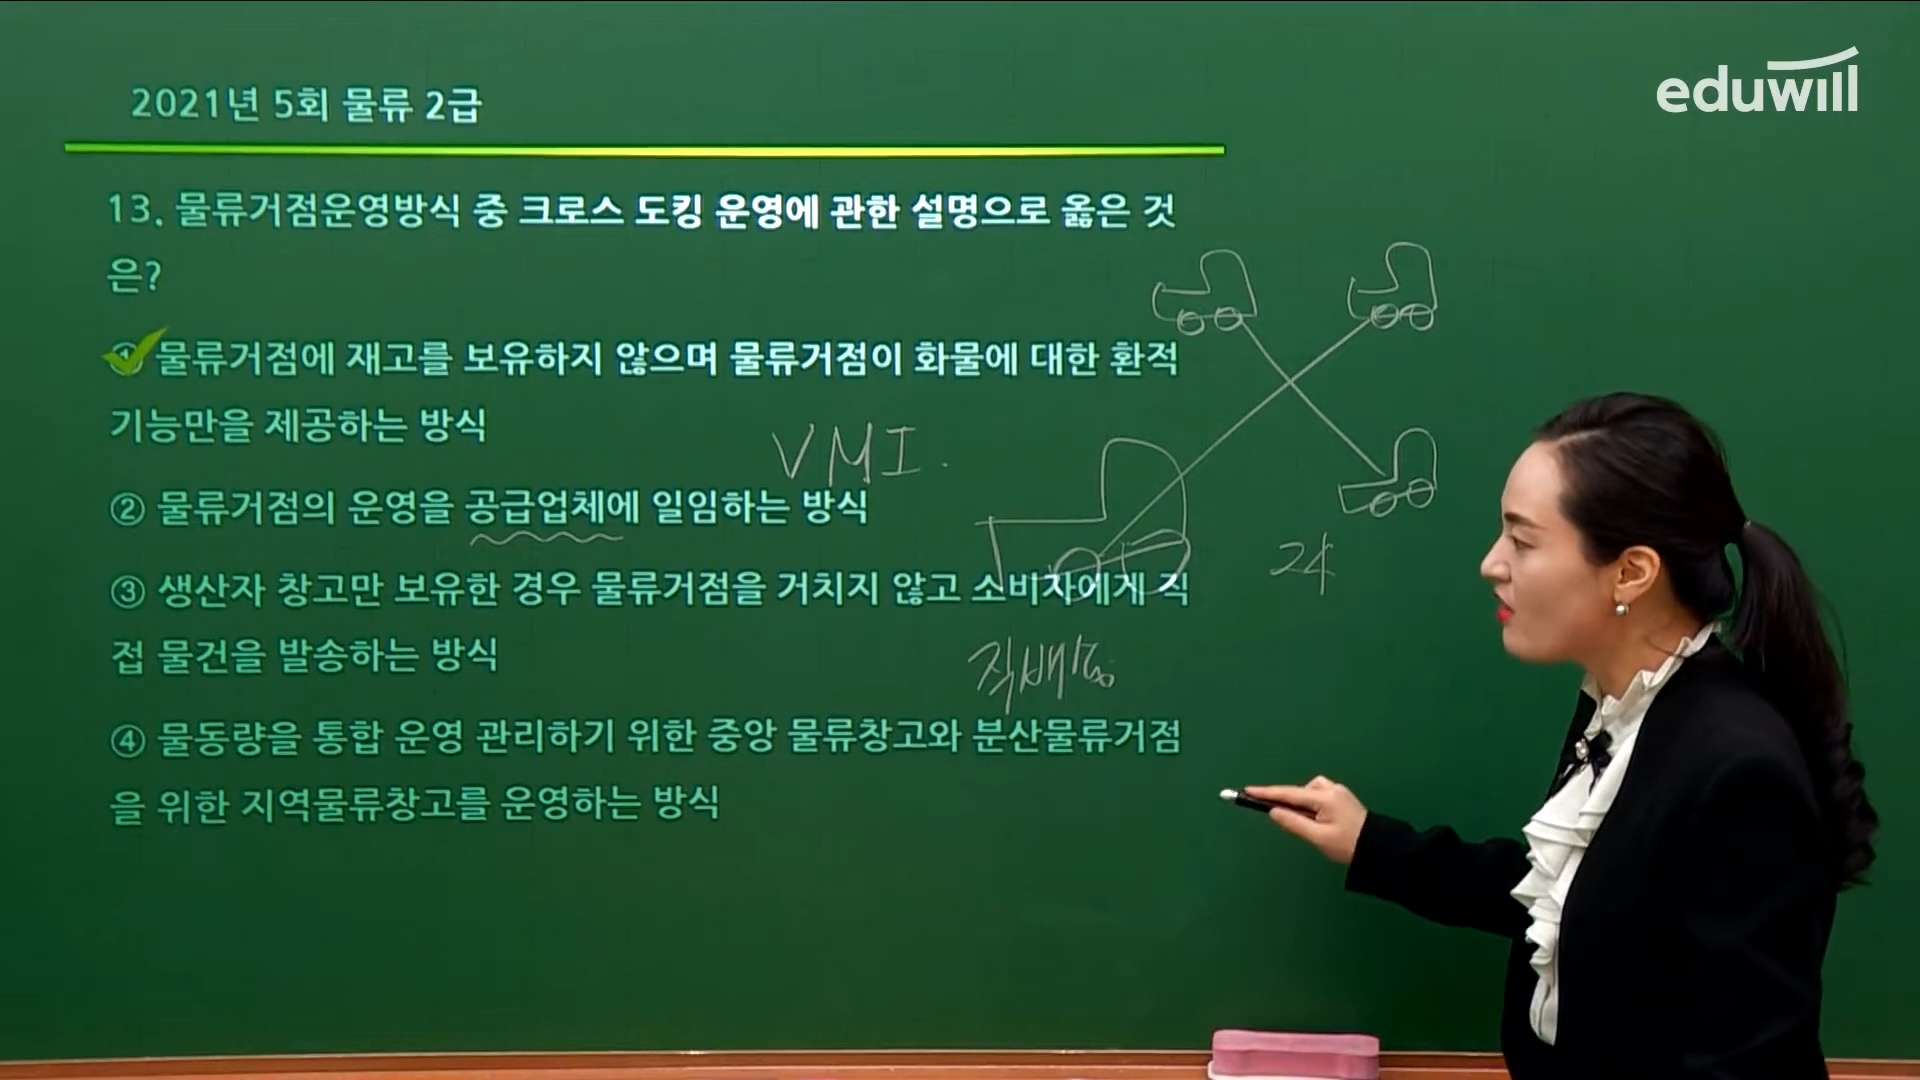 eduwill
2021년 5회 물류 2급
13. 물류거점운영방식 중 크로스 도킹 운영에 관한 설명으로 옳은 것
은?
① 물류거점에 재고를 보유하지 않으며 물류거점이 화물에 대한 환적
기능만을 제공하는 방식
VMI.
② 물류거점의 운영을 공급업체에 일임하는 방식
24
③ 생산자 창고만 보유한 경우 물류거점을 거치지 않고 소비자에게 직
접 물건을 발송하는 방식
직배송
④ 물동량을 통합 운영 관리하기 위한 중앙 물류창고와 분산물류거점
을 위한 지역물류창고를 운영하는 방식